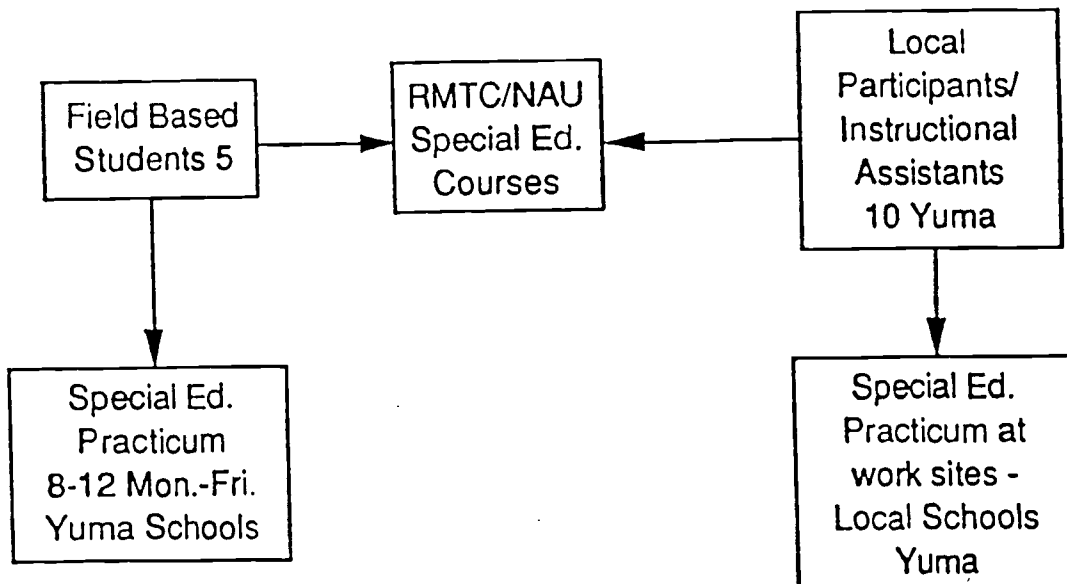 Field Based
Students 5
RMTC/NAU
Special Ed.
Courses
Local
Participants/
Instructional
Assistants
10 Yuma
Special Ed.
Practicum
8-12 Mon.-Fri.
Yuma Schools
Special Ed.
Practicum at
work sites -
Local Schools
Yuma